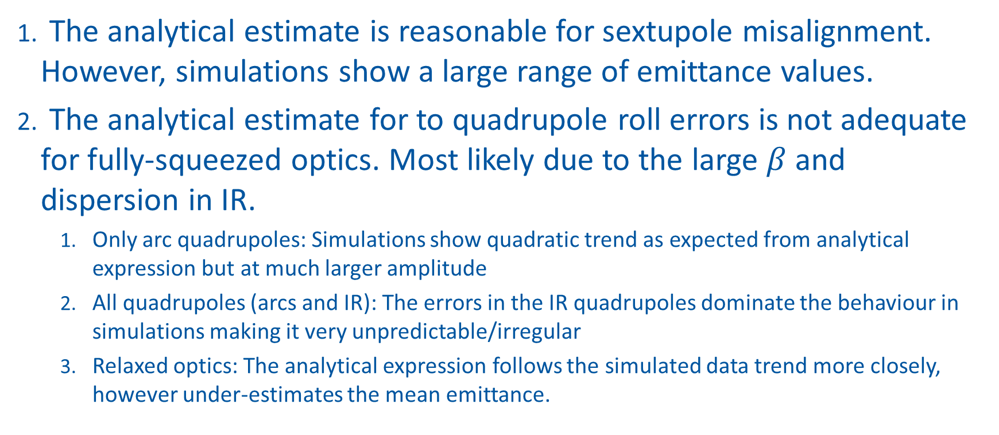 1. The analytical estimate is reasonable for sextupole misalignment.
However, simulations show a large range of emittance values.
2. The analytical estimate for to quadrupole roll errors is not adequate
for fully-squeezed optics. Most likely due to the large β and
dispersion in IR.
1. Only arc quadrupoles: Simulations show quadratic trend as expected from analytical
expression but at much larger amplitude
2. All quadrupoles (arcs and IR): The errors in the IR quadrupoles dominate the behaviour in
simulations making it very unpredictable/irregular
3. Relaxed optics: The analytical expression follows the simulated data trend more closely,
however under-estimates the mean emittance.